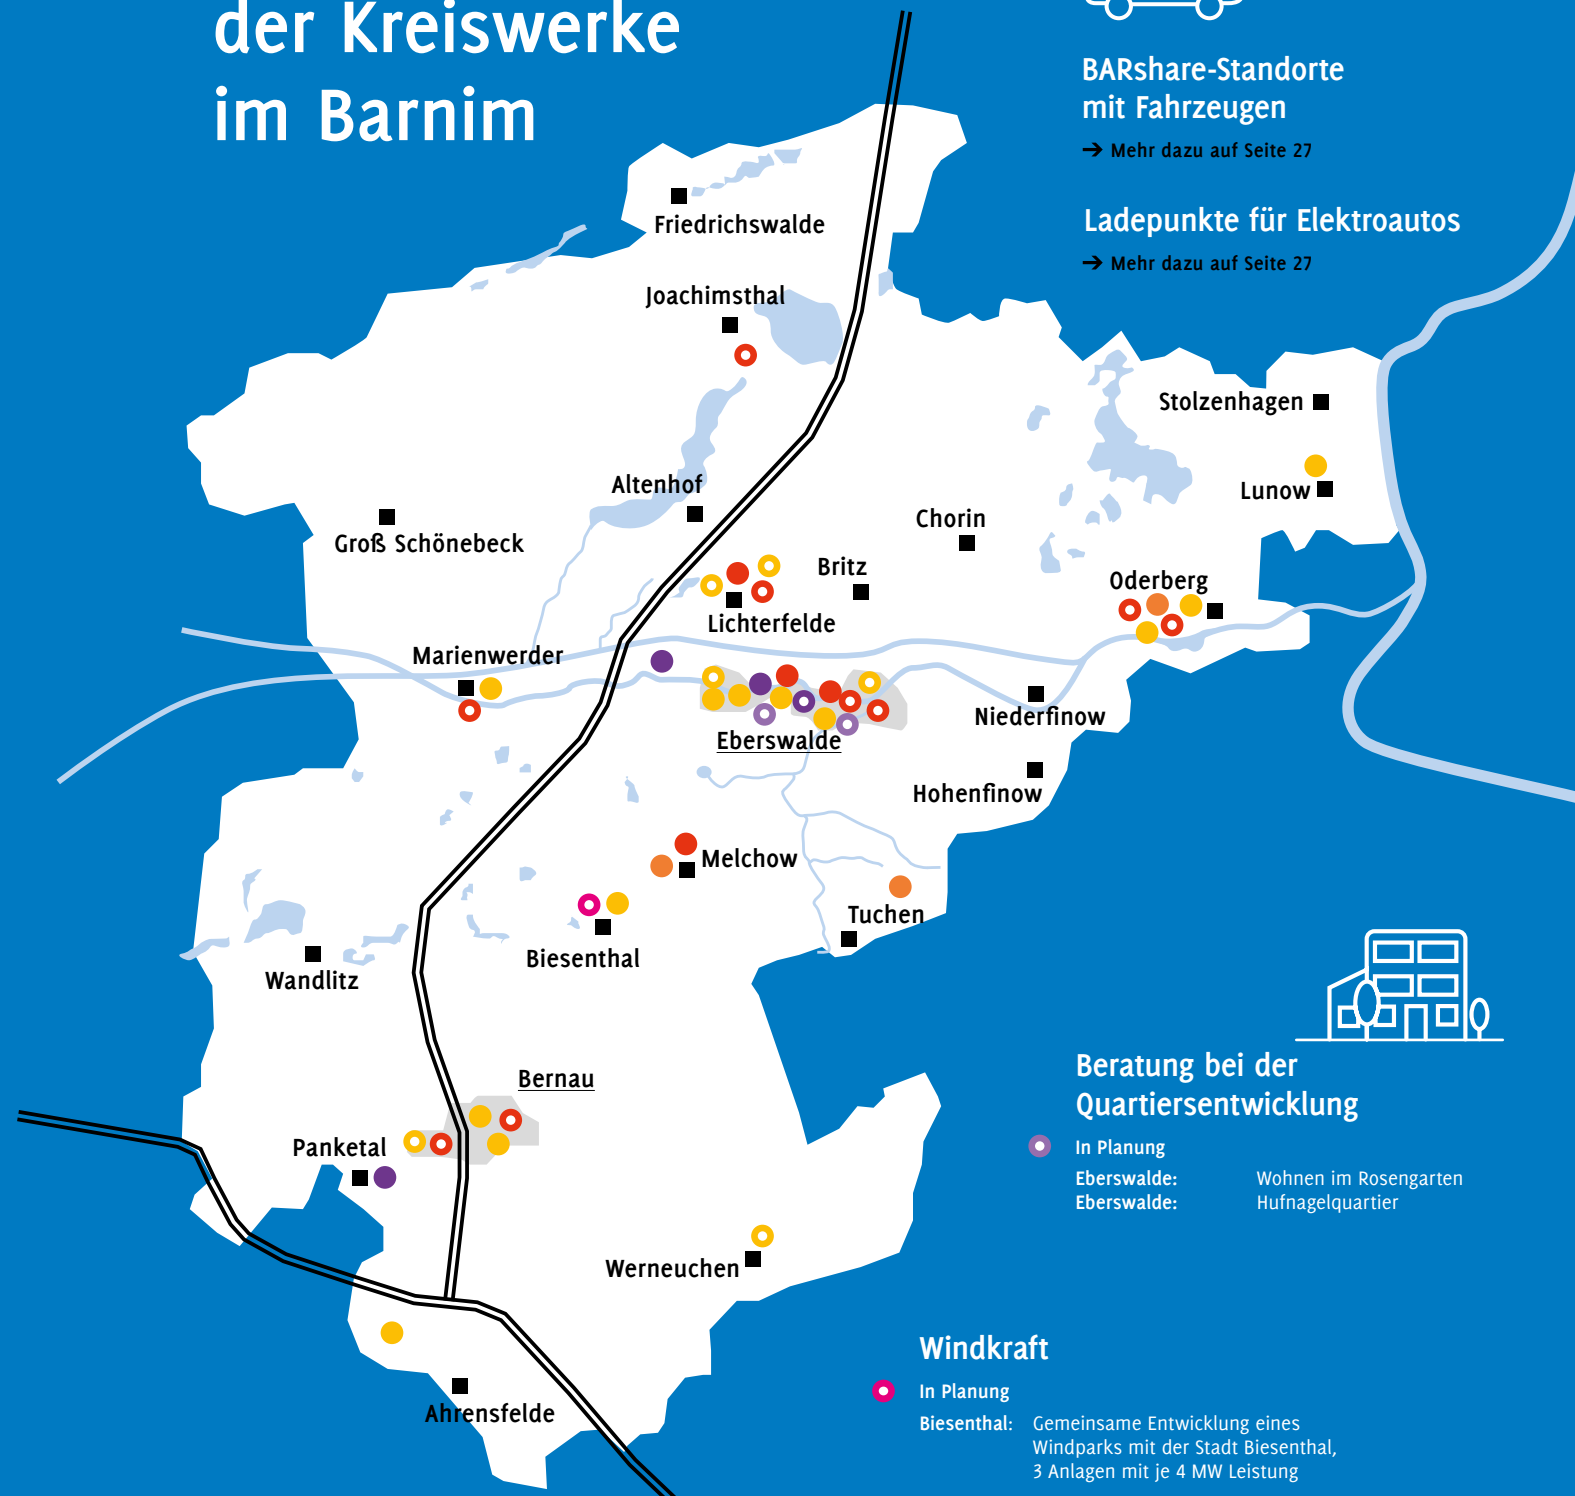 der Kreiswerke
im Barnim
BARshare-Standorte
mit Fahrzeugen
→ Mehr dazu auf Seite 27
Ladepunkte für Elektroautos
→ Mehr dazu auf Seite 27
Friedrichswalde
Joachimsthal
Stolzenhagen
Altenhof
Lunow
Groß Schönebeck
Chorin
Britz
Oderberg
Lichterfelde
Marienwerder
Niederfinow
Eberswalde
Hohenfinow
Melchow
Tuchen
Biesenthal
Wandlitz
Bernau
Panketal
Werneuchen
Ahrensfelde
Beratung bei der
Quartiersentwicklung
In Planung
Eberswalde: Wohnen im Rosengarten
Eberswalde: Hufnagelquartier
Windkraft
In Planung
Biesenthal: Gemeinsame Entwicklung eines
Windparks mit der Stadt Biesenthal,
3 Anlagen mit je 4 MW Leistung